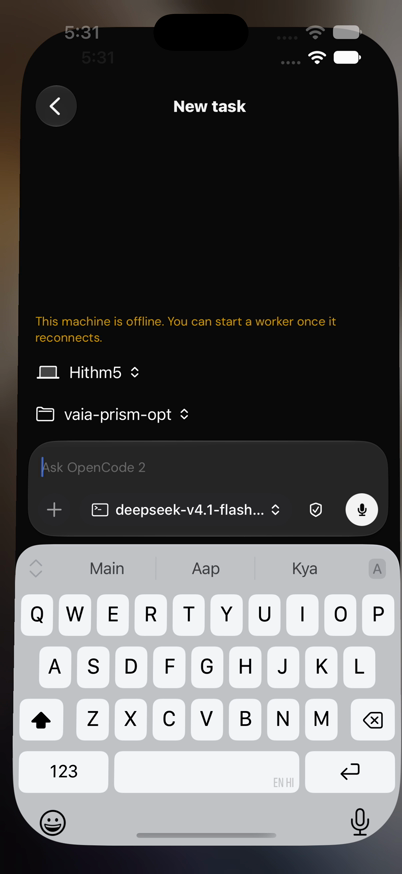 5:31
5:31
New task
This machine is offline. You can start a worker once it
reconnects.
Hithm5
vaia-prism-opt
Ask OpenCode 2
deepseek-v4.1-flash...
Main Aap Kya A
Q W E R T Y U I O P
A S D F G H J K L
Z X C V B N M
123
EN HI